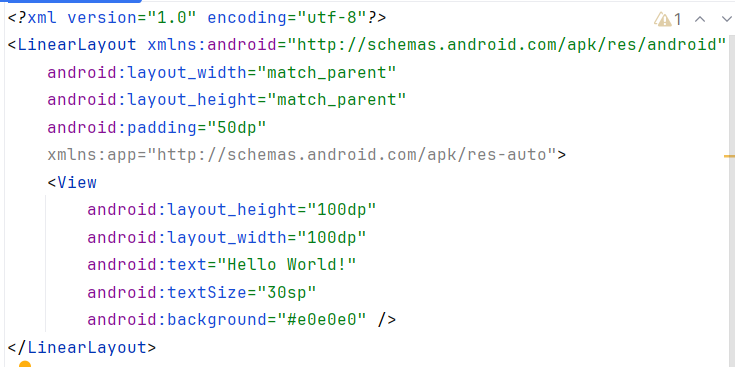 <?xml version="1.0" encoding="utf-8"?>
1
<LinearLayout xmlns:android="http://schemas.android.com/apk/res/android"
    android:layout_width="match_parent"
    android:layout_height="match_parent"
    android:padding="50dp"
    xmlns:app="http://schemas.android.com/apk/res-auto">
    <View
        android:layout_height="100dp"
        android:layout_width="100dp"
        android:text="Hello World!"
        android:textSize="30sp"
        android:background="#e0e0e0" />
</LinearLayout>